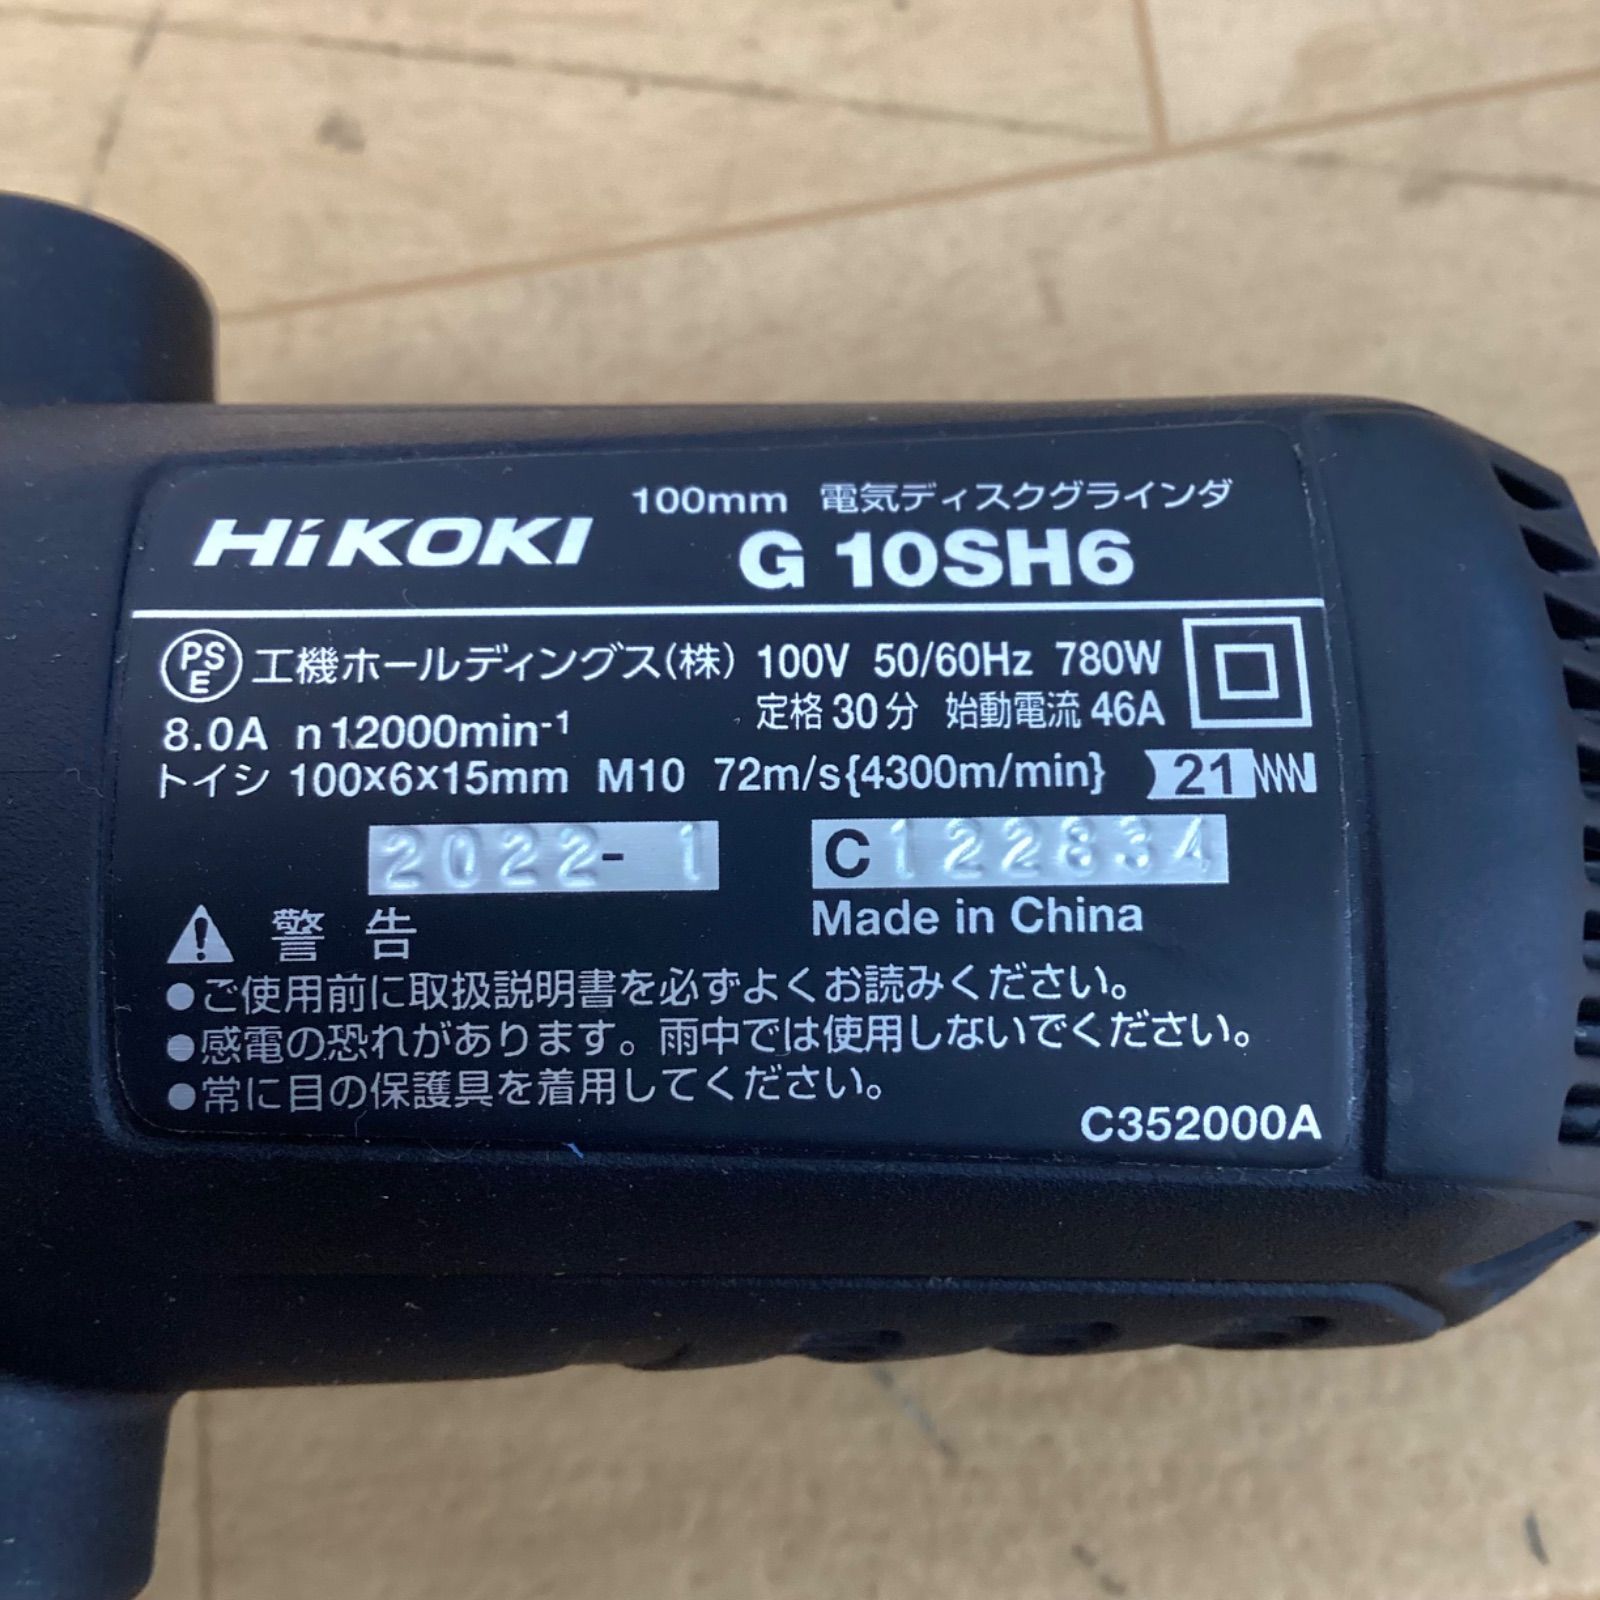 100mm 電気ディスクグラインダ
HiKOKI G 10SH6
PSE 工機ホールディングス(株) 100V 50/60Hz 780W
定格30分 始動電流46A
8.0A n12000min-1
トイシ 100×6×15mm M10 72m/s{4300m/min} 21
2022-1 C122834
Made in China
警告
●ご使用前に取扱説明書を必ずよくお読みください。
●感電の恐れがあります。雨中では使用しないでください。
●常に目の保護具を着用してください。
C352000A